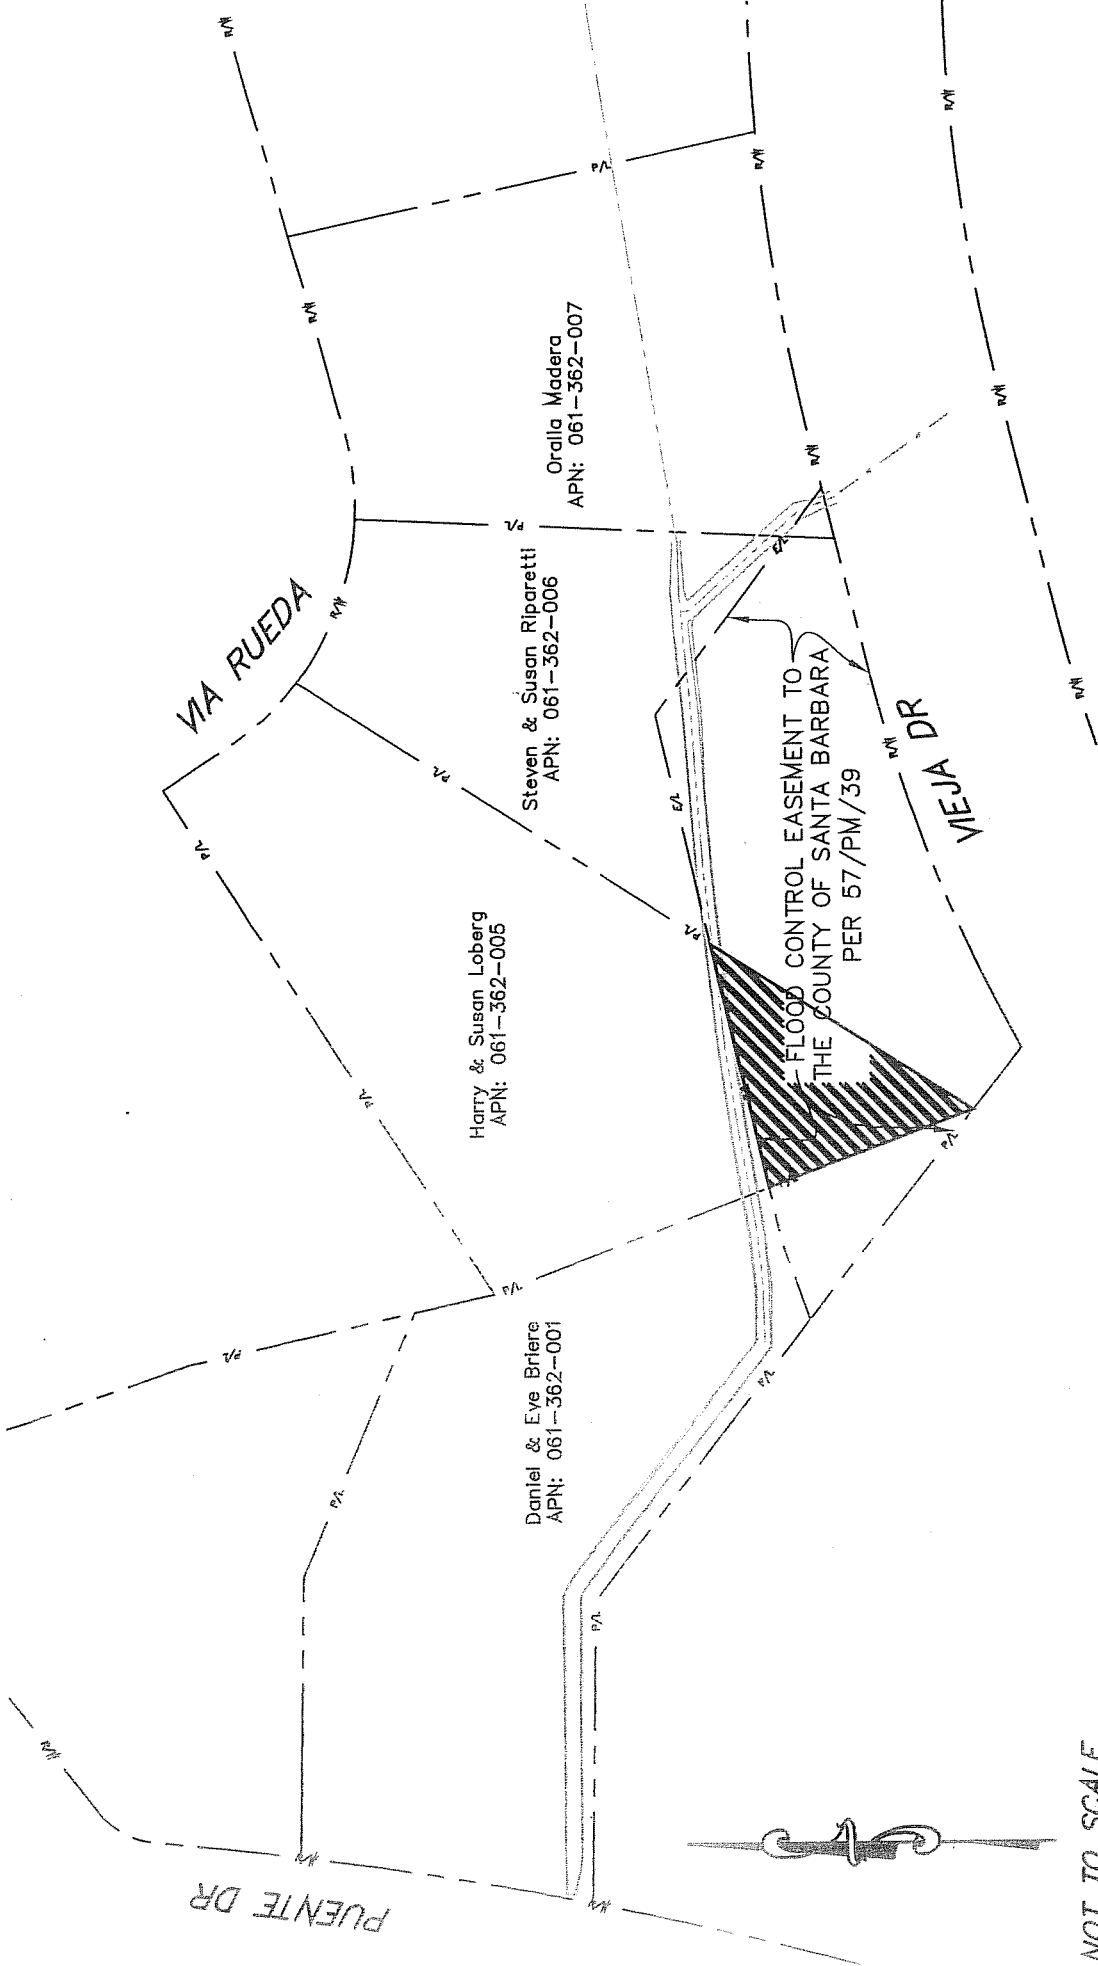 VIA RUEDA
Oralla Madera
APN: 061-362-007
Steven & Susan Riparetti
APN: 061-362-006
Harry & Susan Loberg
APN: 061-362-005
Daniel & Eve Briere
APN: 061-362-001
FLOOD CONTROL EASEMENT TO
THE COUNTY OF SANTA BARBARA
PER 57/PM/39
VIEJA DR
PUENTE DR
NOT TO SCALE
R/W
R/W
R/W
R/W
R/W
R/W
R/W
R/W
R/W
R/W
R/W
R/W
R/W
P/L
P/L
P/L
P/L
P/L
P/L
P/L
P/L
P/L
P/L
P/L
P/L
E/L
E/L